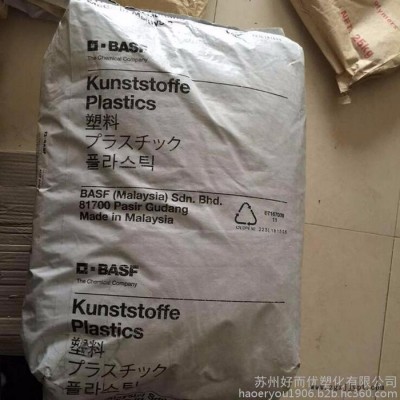 BASF
The Chemical Company
Kunststoffe
Plastics
塑料
プラスチック
플라스틱
BASF (Malaysia) Sdn. Bhd.
81700 Pasir Gudang
Made in Malaysia
11
BASF
The Chemical Company
Kunststoffe
Plastics
塑料
プラスチック
플라스틱
25KG
苏州好而优塑化有限公司
haoeryou1906.b2b.hc360.com